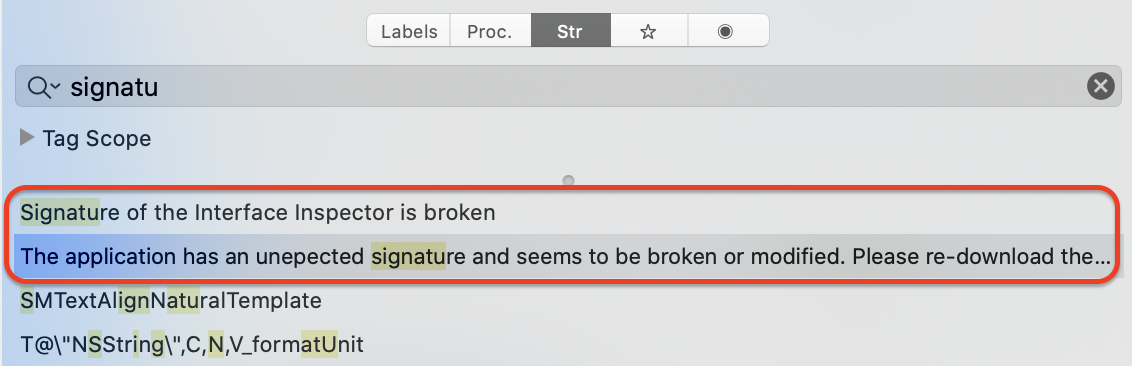 Labels Proc. Str
signatu
Tag Scope
Signature of the Interface Inspector is broken
The application has an unepected signature and seems to be broken or modified. Please re-download the...
SMTextAlignNaturalTemplate
T@\"NSString\",C,N,V_formatUnit